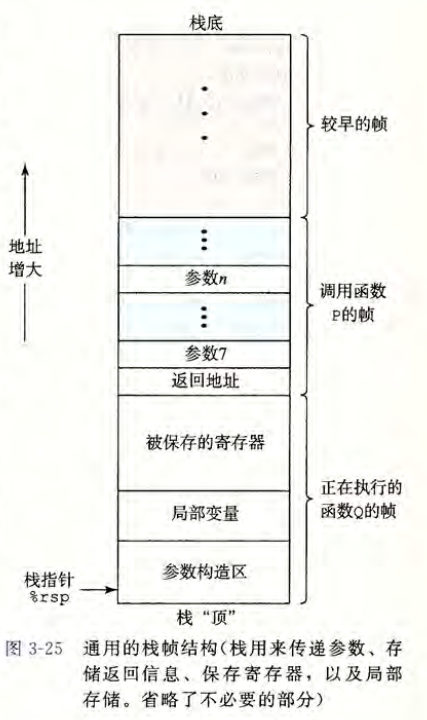 栈底
较早的帧
地址
增大
参数n
调用函数
P的帧
参数7
返回地址
被保存的寄存器
正在执行的
函数Q的帧
局部变量
参数构造区
栈指针
%rsp
栈“顶”
图 3-25 通用的栈帧结构(栈用来传递参数、存
储返回信息、保存寄存器，以及局部
存储。省略了不必要的部分)